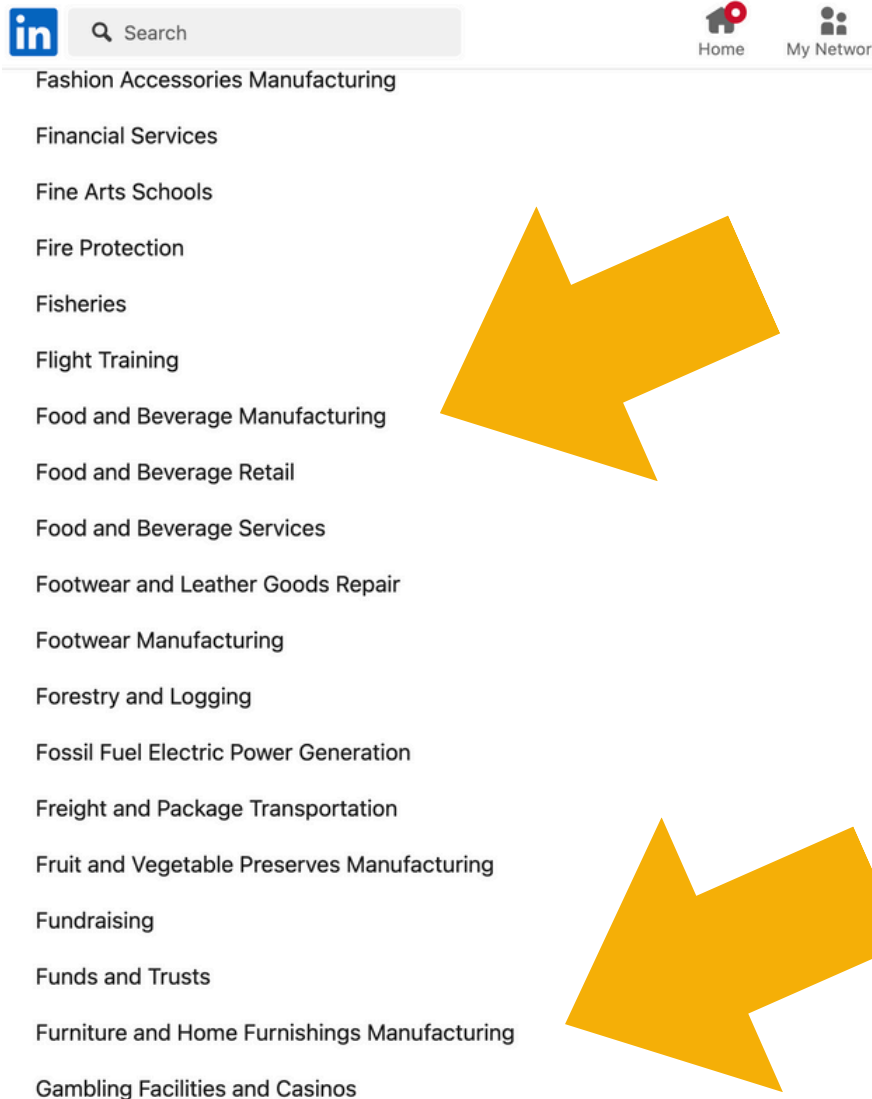 in
Search
Home
My Networ
Fashion Accessories Manufacturing
Financial Services
Fine Arts Schools
Fire Protection
Fisheries
Flight Training
Food and Beverage Manufacturing
Food and Beverage Retail
Food and Beverage Services
Footwear and Leather Goods Repair
Footwear Manufacturing
Forestry and Logging
Fossil Fuel Electric Power Generation
Freight and Package Transportation
Fruit and Vegetable Preserves Manufacturing
Fundraising
Funds and Trusts
Furniture and Home Furnishings Manufacturing
Gambling Facilities and Casinos